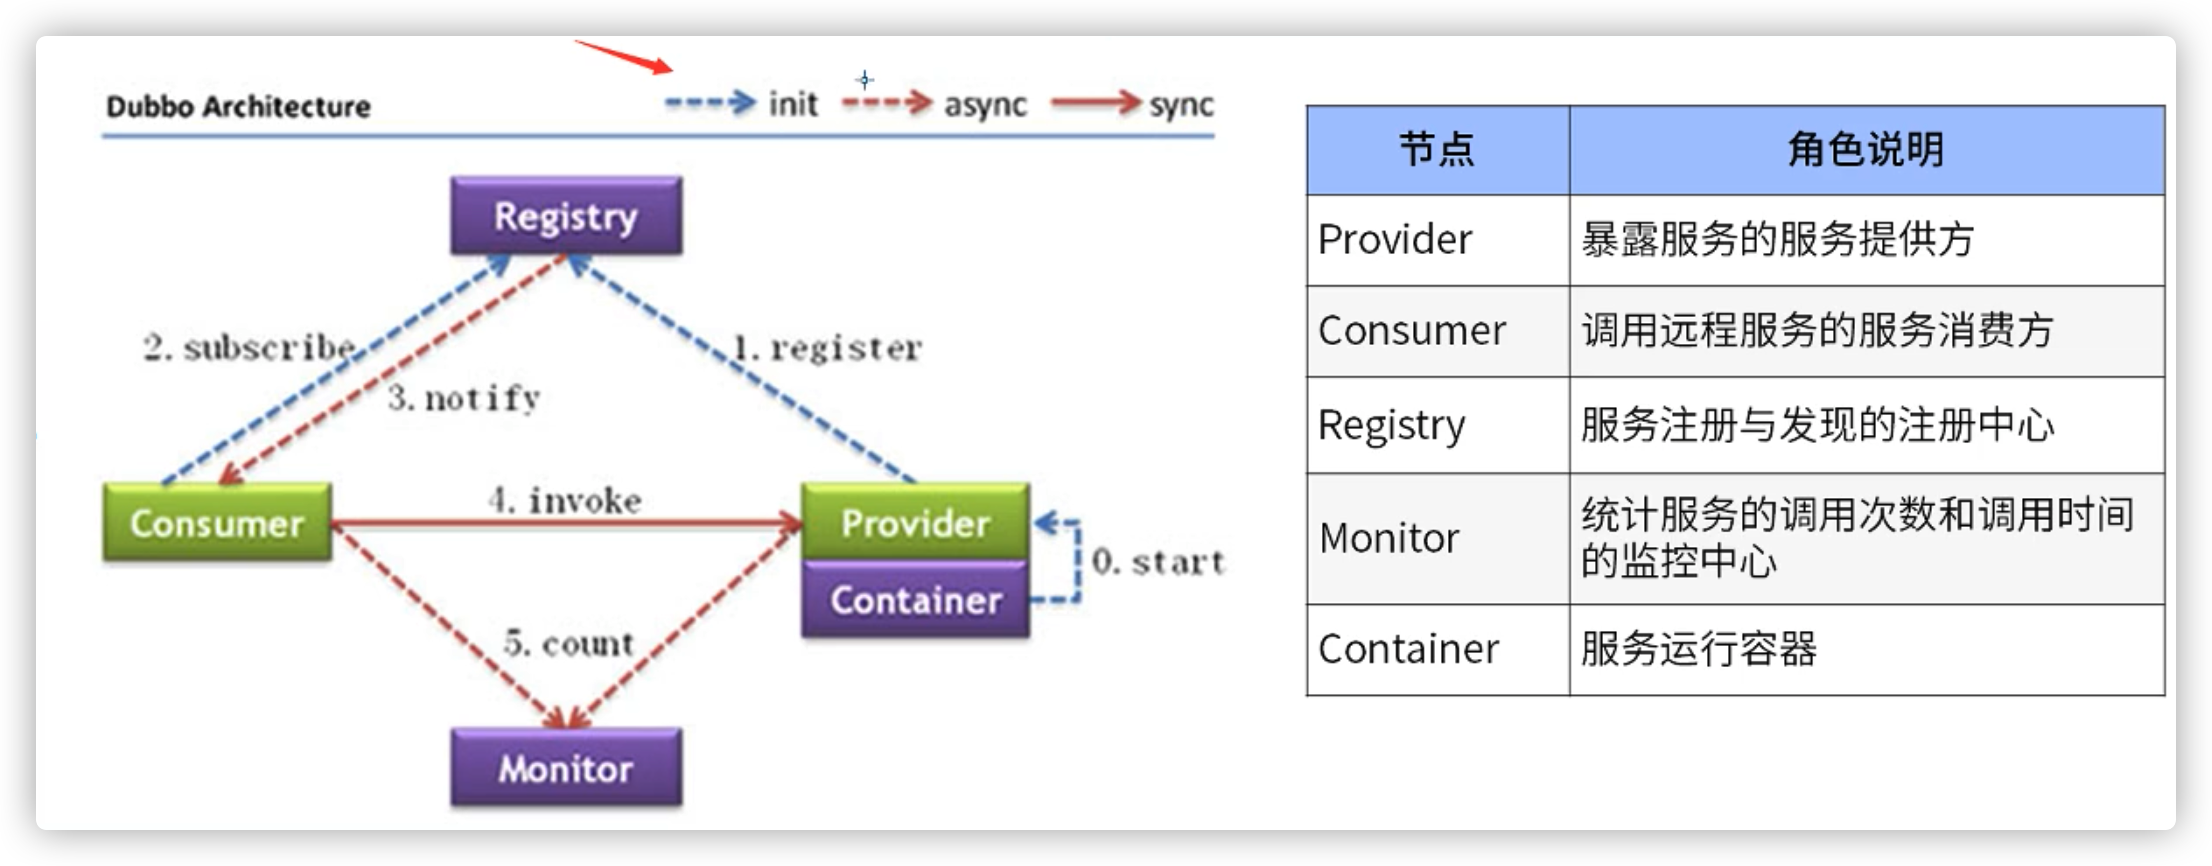 Dubbo Architecture
init
async
sync
Registry
2. subscribe
1. register
3. notify
Consumer
4. invoke
Provider
0. start
Container
5. count
Monitor
节点 角色说明
Provider 暴露服务的服务提供方
Consumer 调用远程服务的服务消费方
Registry 服务注册与发现的注册中心
Monitor 统计服务的调用次数和调用时间
的监控中心
Container 服务运行容器